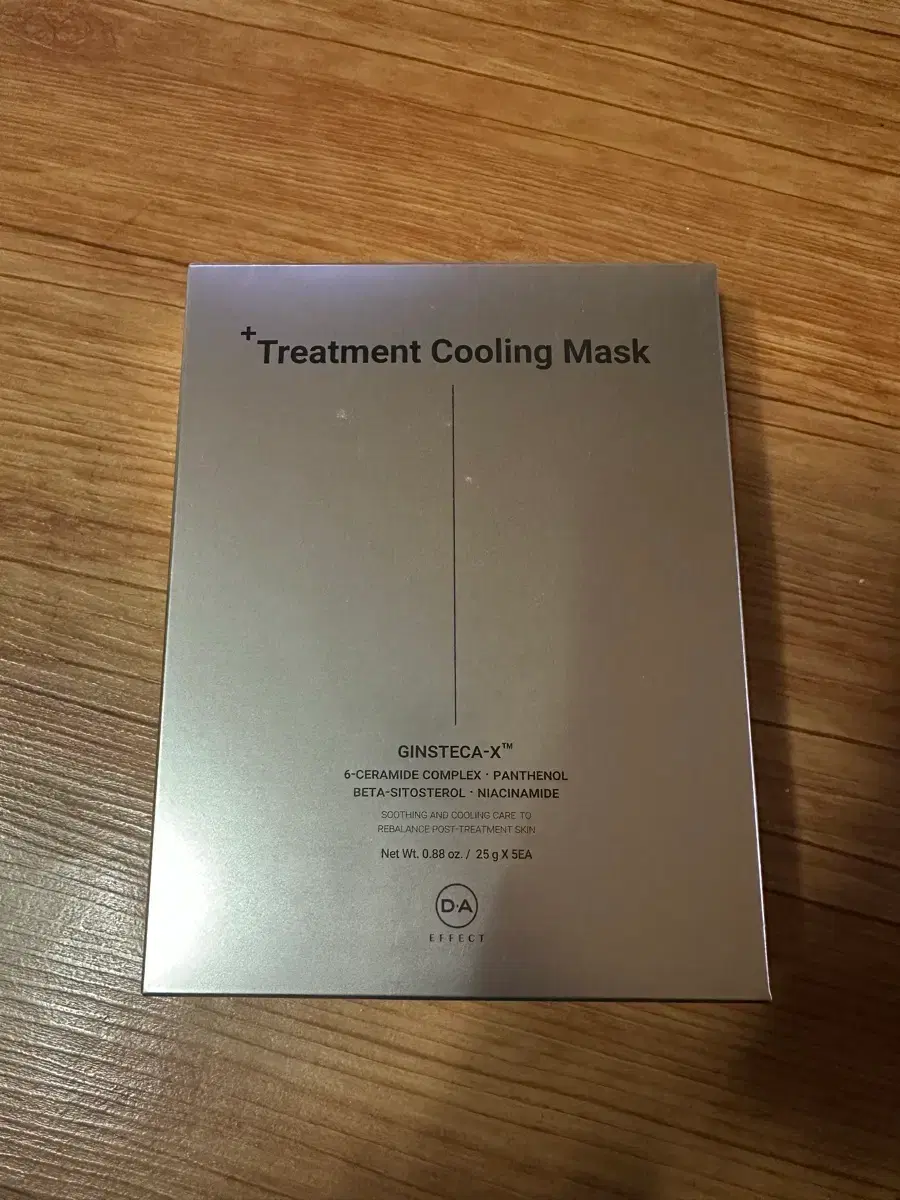 +Treatment Cooling Mask
GINSTECA-X™
6-CERAMIDE COMPLEX · PANTHENOL
BETA-SITOSTEROL · NIACINAMIDE
SOOTHING AND COOLING CARE TO
REBALANCE POST-TREATMENT SKIN
Net Wt. 0.88 oz. / 25 g X 5EA
D·A
EFFECT